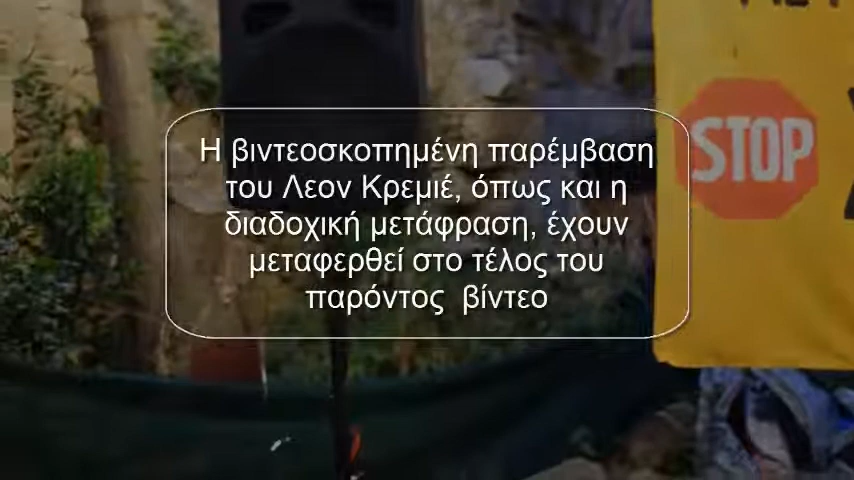 STOP
Η βιντεοσκοπημένη παρέμβαση
του Λεον Κρεμιέ, όπως και η
διαδοχική μετάφραση, έχουν
μεταφερθεί στο τέλος του
παρόντος βίντεο